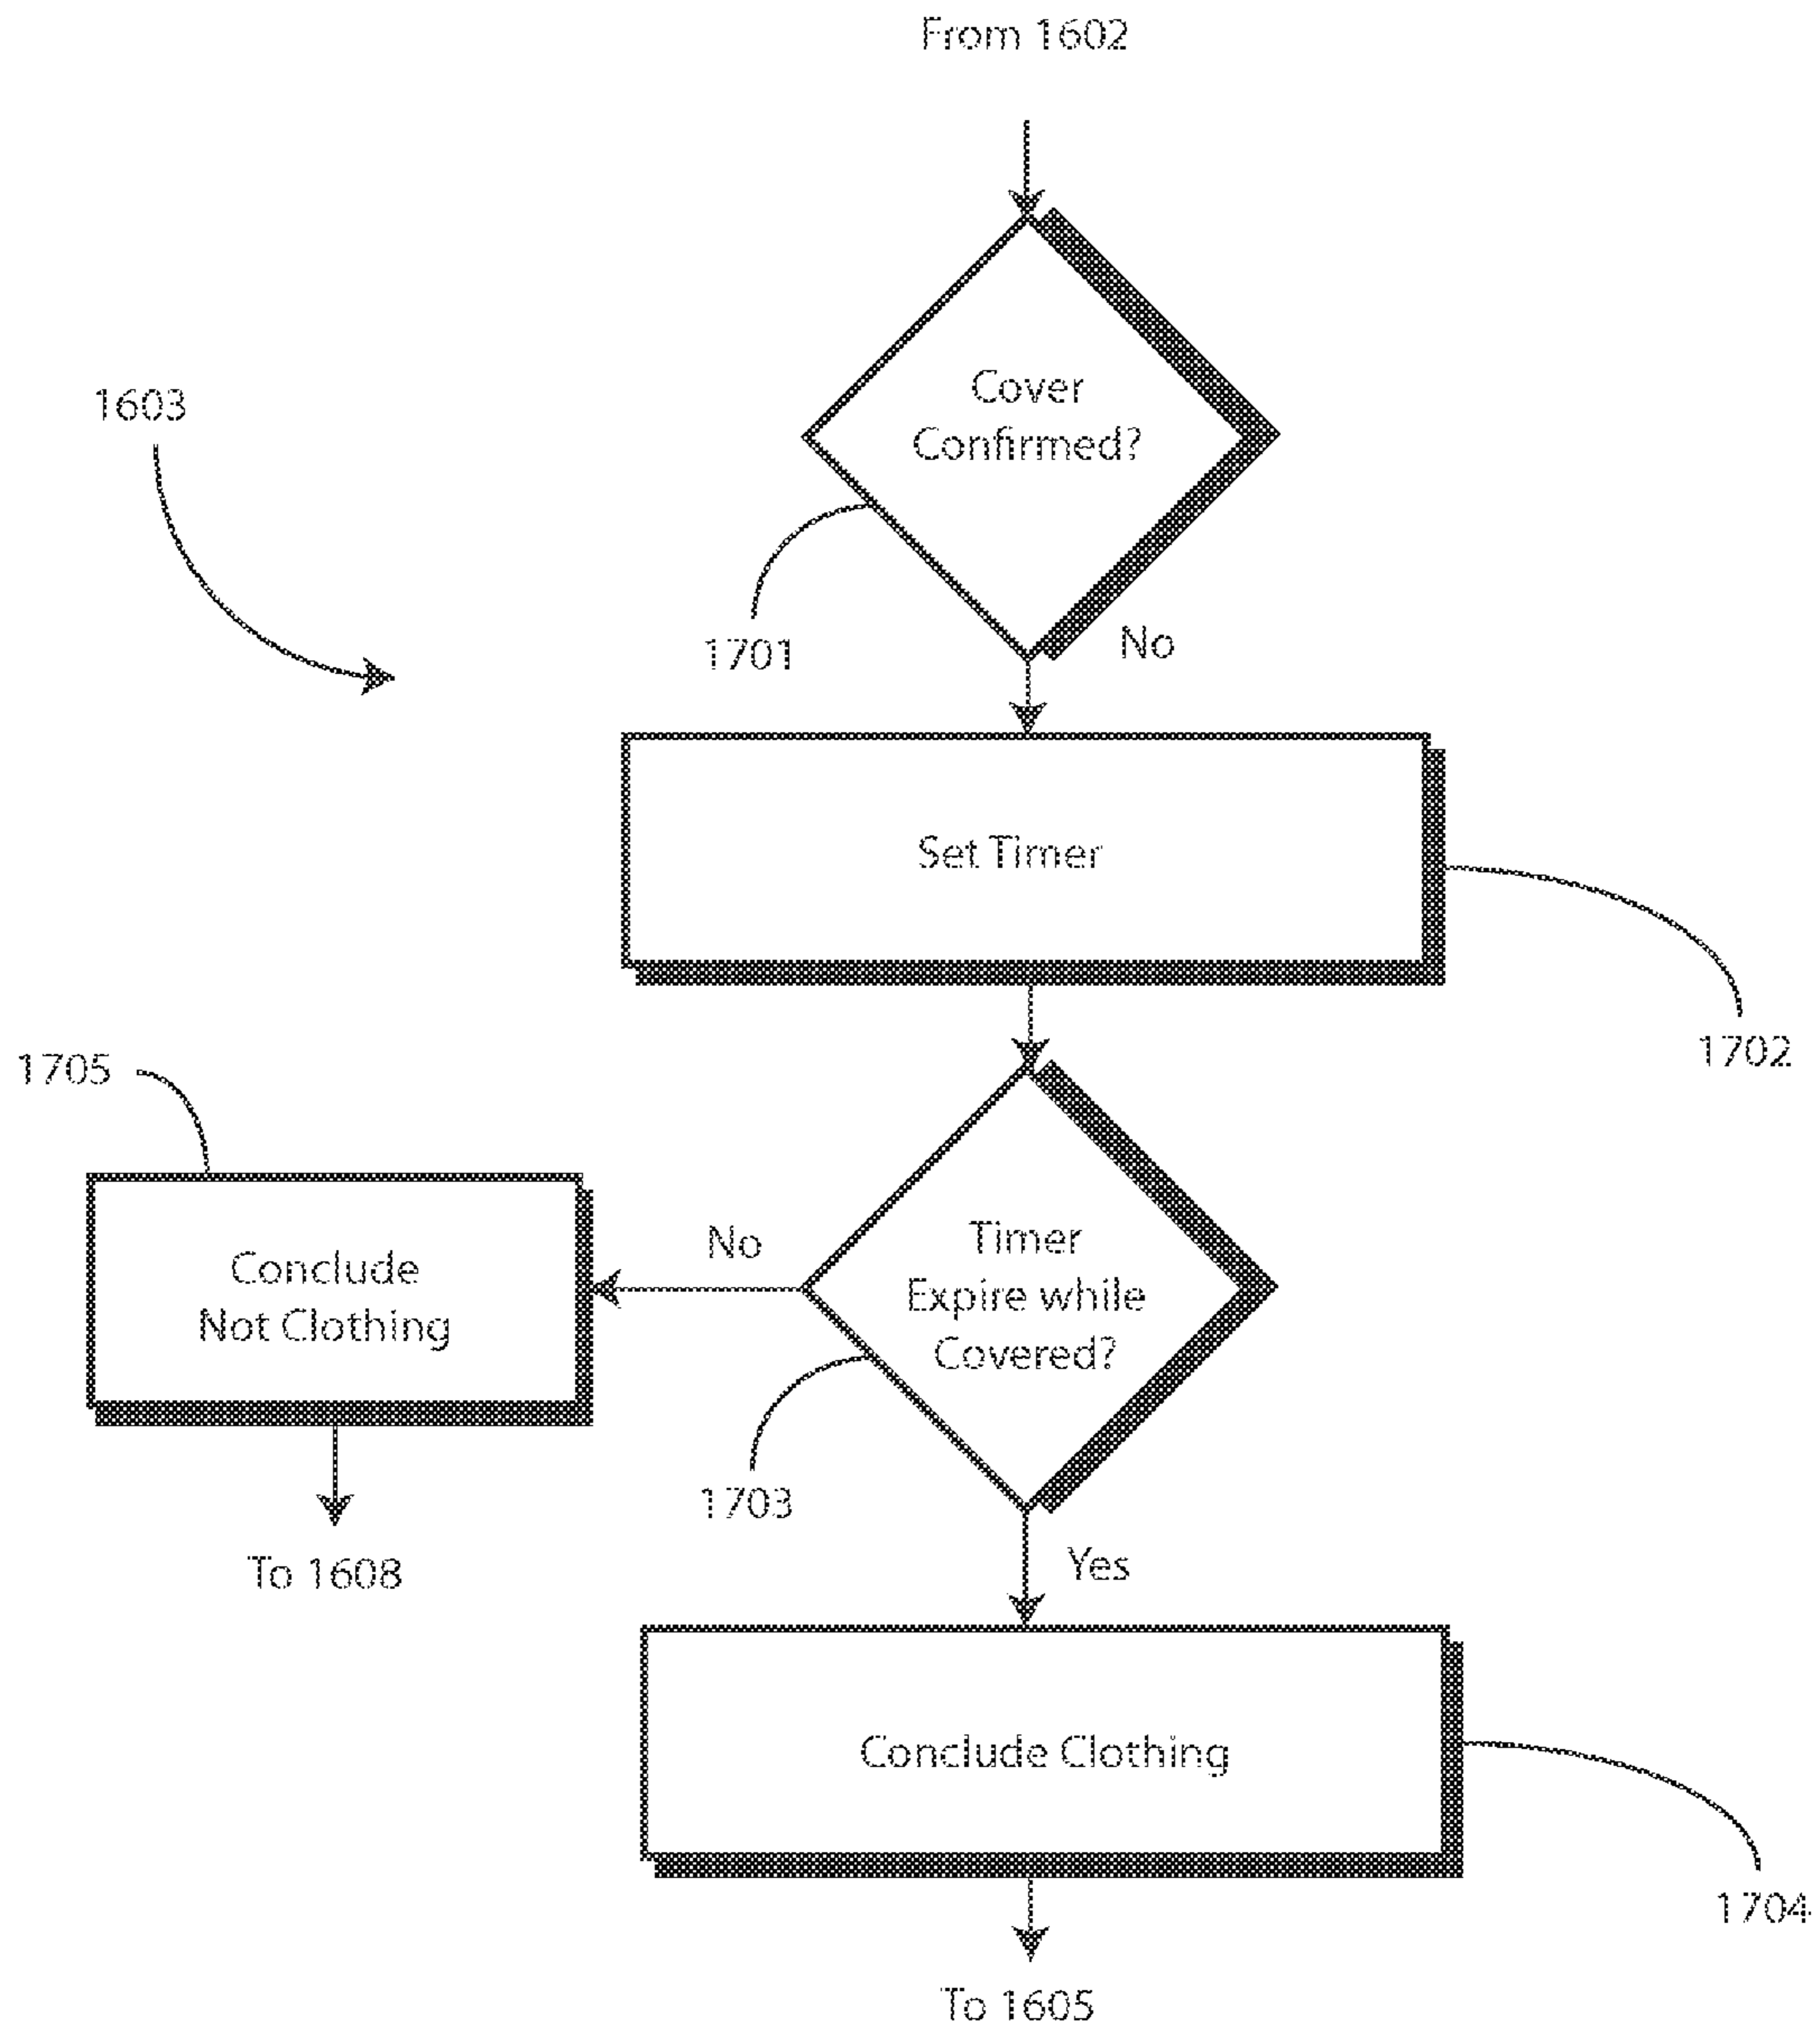 From 1602
1603
Cover
Confirmed?
1701
No
Set Timer
1702
1705
Conclude
Not Clothing
No
Timer
Expire while
Covered?
1703
To 1608
Yes
Conclude Clothing
1704
To 1605